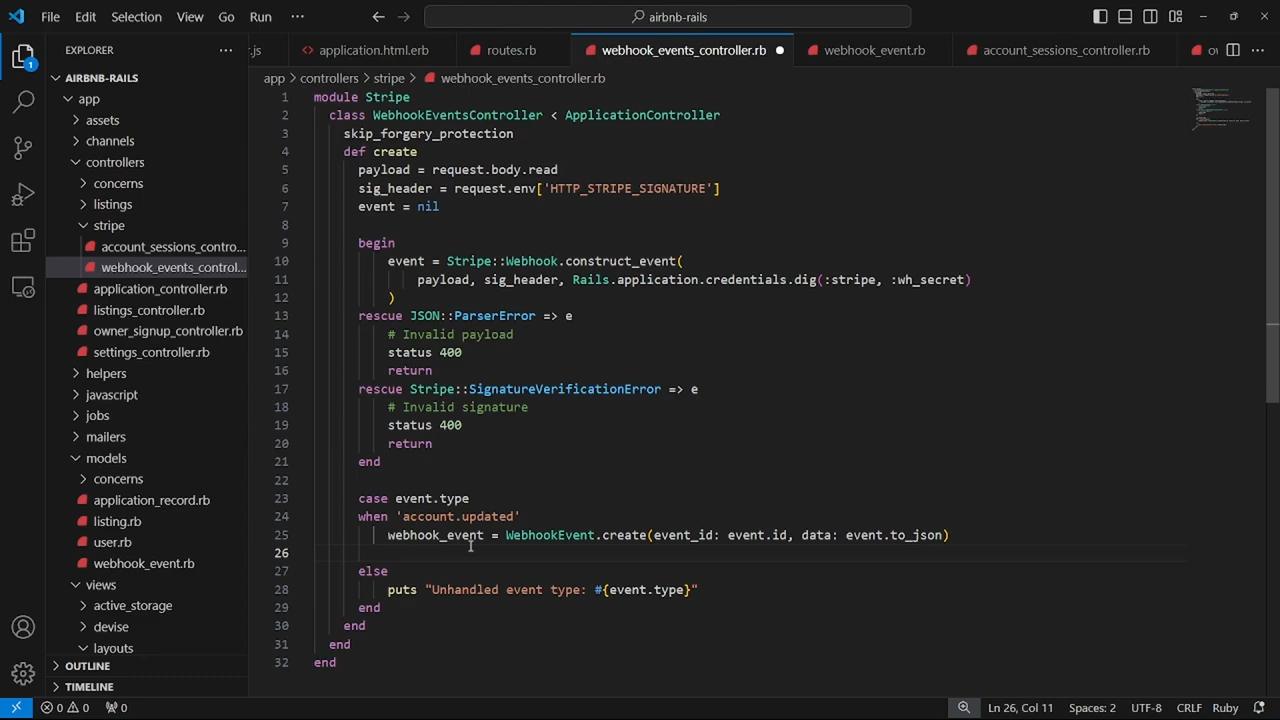 File Edit Selection View Go Run ··· airbnb-rails
EXPLORER ···
.js application.html.erb routes.rb webhook_events_controller.rb webhook_event.rb account_sessions_controller.rb ow
app > controllers > stripe > webhook_events_controller.rb
AIRBNB-RAILS
app
assets
channels
controllers
concerns
listings
stripe
account_sessions_contro...
webhook_events_control...
application_controller.rb
listings_controller.rb
owner_signup_controller.rb
settings_controller.rb
helpers
javascript
jobs
mailers
models
concerns
application_record.rb
listing.rb
user.rb
webhook_event.rb
views
active_storage
devise
layouts
OUTLINE
TIMELINE
1 module Stripe
2 class WebhookEventsController < ApplicationController
3 skip_forgery_protection
4 def create
5 payload = request.body.read
6 sig_header = request.env['HTTP_STRIPE_SIGNATURE']
7 event = nil
8
9 begin
10 event = Stripe::Webhook.construct_event(
11 payload, sig_header, Rails.application.credentials.dig(:stripe, :wh_secret)
12 )
13 rescue JSON::ParserError => e
14 # Invalid payload
15 status 400
16 return
17 rescue Stripe::SignatureVerificationError => e
18 # Invalid signature
19 status 400
20 return
21 end
22
23 case event.type
24 when 'account.updated'
25 webhook_event = WebhookEvent.create(event_id: event.id, data: event.to_json)
26
27 else
28 puts "Unhandled event type: #{event.type}"
29 end
30 end
31 end
32 end
1
0 0 0 Ln 26, Col 11 Spaces: 2 UTF-8 CRLF Ruby